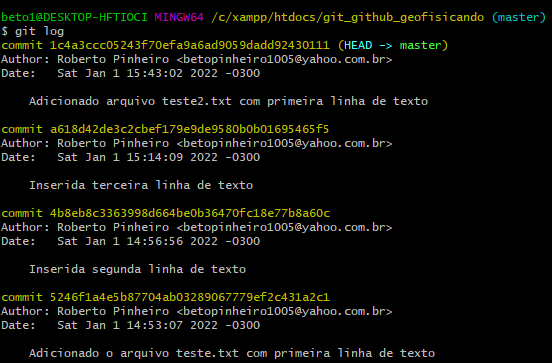 beto1@DESKTOP-HFTIOCI MINGW64 /c/xampp/htdocs/git_github_geofisicando (master)
$ git log
commit 1c4a3ccc05243f70efa9a6ad9059dadd92430111 (HEAD -> master)
Author: Roberto Pinheiro <betopinheiro1005@yahoo.com.br>
Date:   Sat Jan 1 15:43:02 2022 -0300
Adicionado arquivo teste2.txt com primeira linha de texto
commit a618d42de3c2cbef179e9de9580b0b01695465f5
Author: Roberto Pinheiro <betopinheiro1005@yahoo.com.br>
Date:   Sat Jan 1 15:14:09 2022 -0300
Inserida terceira linha de texto
commit 4b8eb8c3363998d664be0b36470fc18e77b8a60c
Author: Roberto Pinheiro <betopinheiro1005@yahoo.com.br>
Date:   Sat Jan 1 14:56:56 2022 -0300
Inserida segunda linha de texto
commit 5246f1a4e5b87704ab03289067779ef2c431a2c1
Author: Roberto Pinheiro <betopinheiro1005@yahoo.com.br>
Date:   Sat Jan 1 14:53:07 2022 -0300
Adicionado o arquivo teste.txt com primeira linha de texto